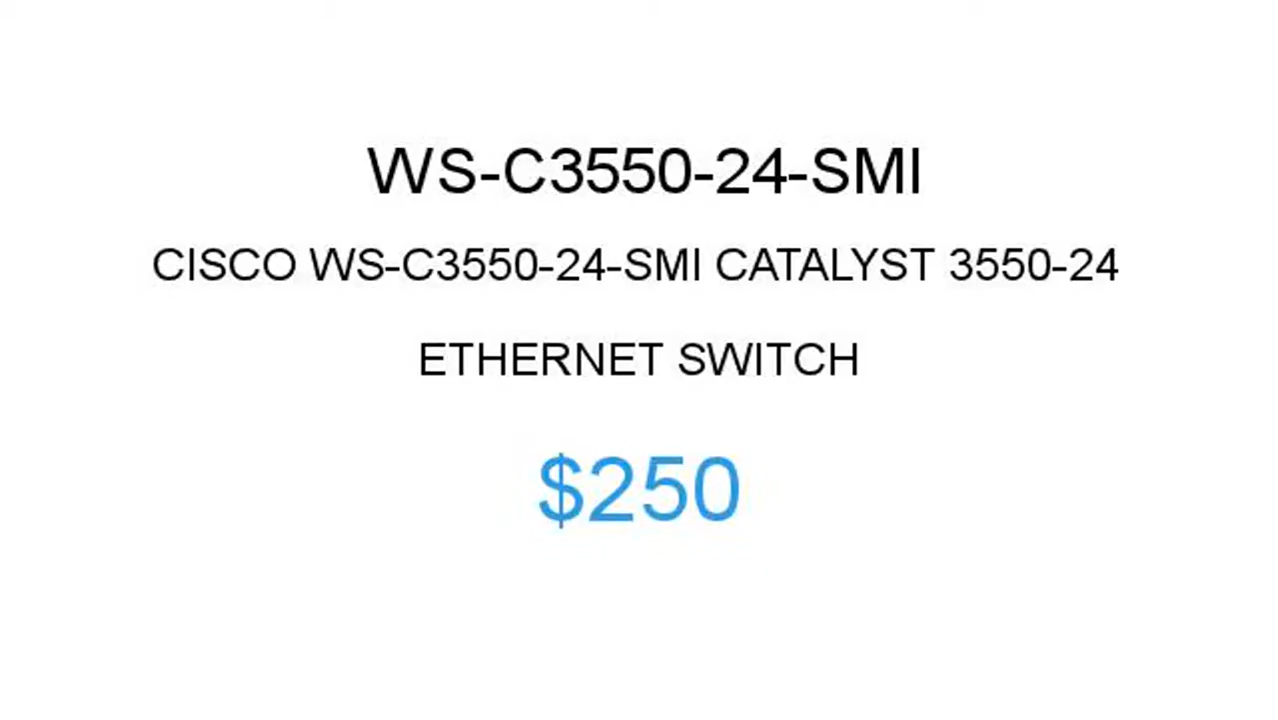 WS-C3550-24-SMI
CISCO WS-C3550-24-SMI CATALYST 3550-24
ETHERNET SWITCH
$250